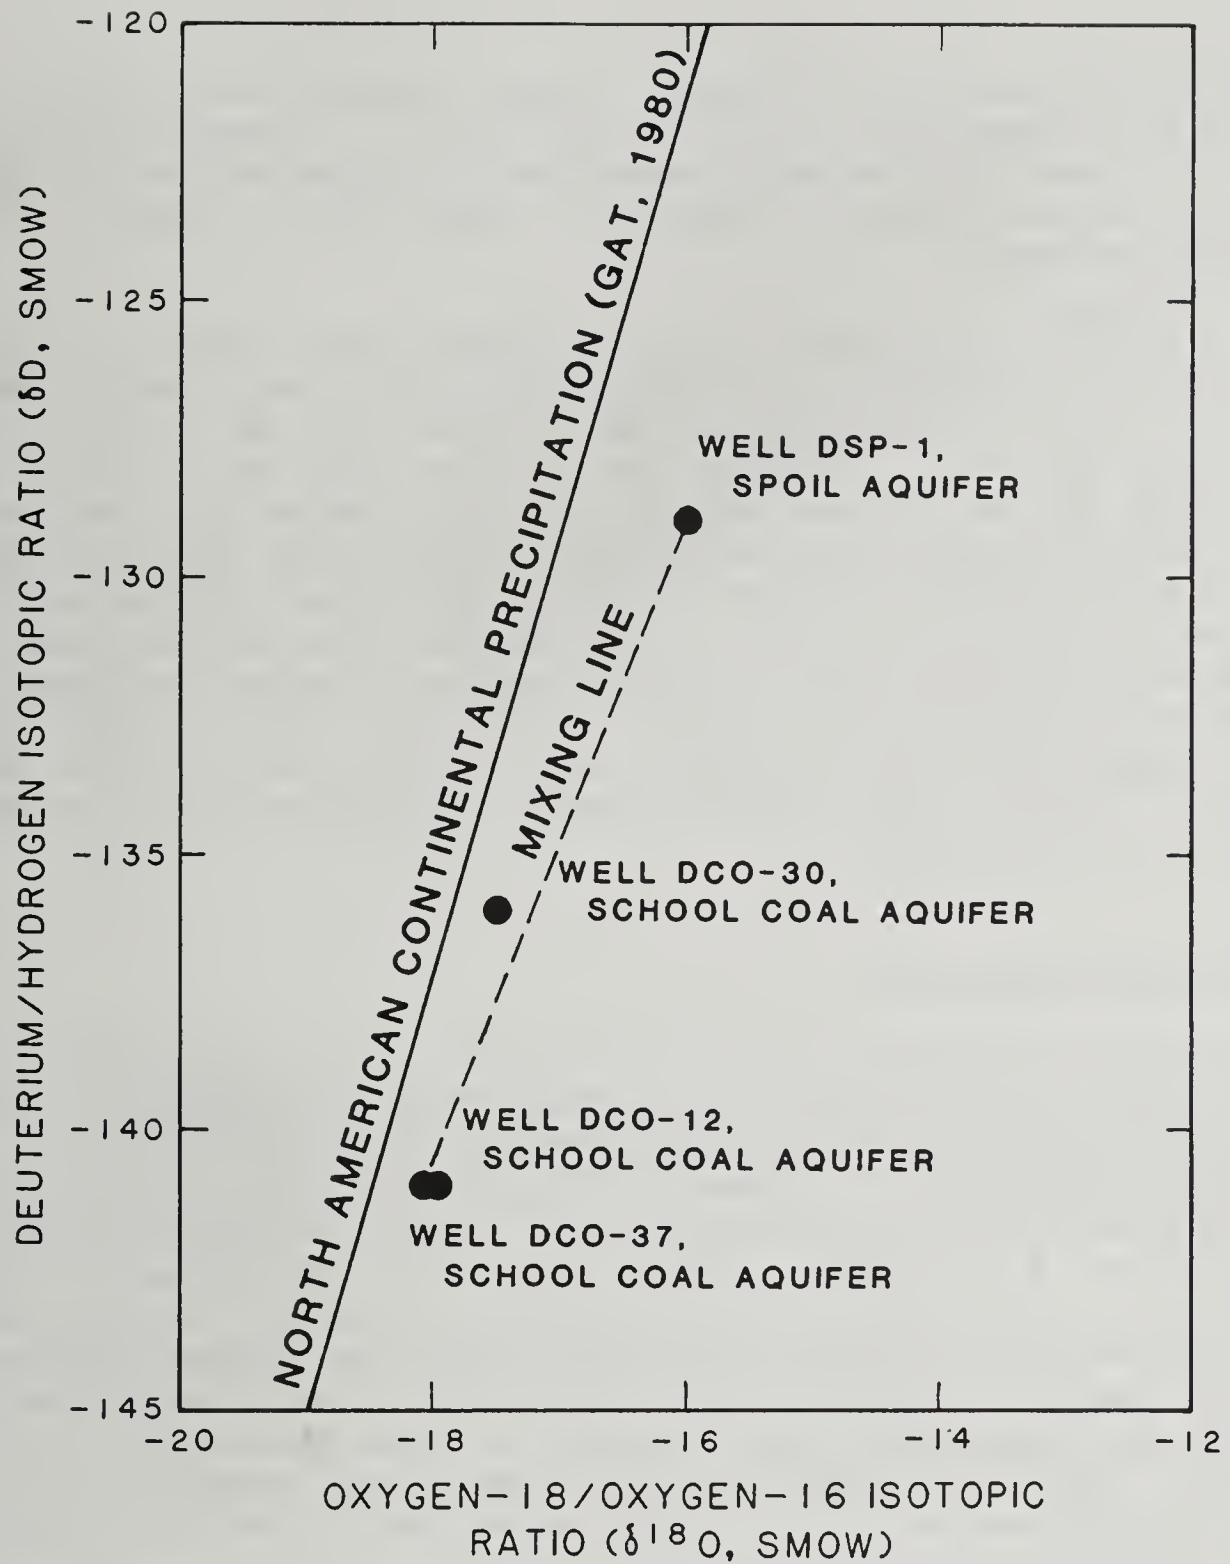 -120
-125
-130
-135
-140
-145
-20
-18
-16
-14
-12
DEUTERIUM/HYDROGEN ISOTOPIC RATIO (δD, SMOW)
OXYGEN-18/OXYGEN-16 ISOTOPIC
RATIO (δ¹⁸O, SMOW)
NORTH AMERICAN CONTINENTAL PRECIPITATION (GAT, 1980)
MIXING LINE
WELL DSP-1,
SPOIL AQUIFER
WELL DCO-30,
SCHOOL COAL AQUIFER
WELL DCO-12,
SCHOOL COAL AQUIFER
WELL DCO-37,
SCHOOL COAL AQUIFER